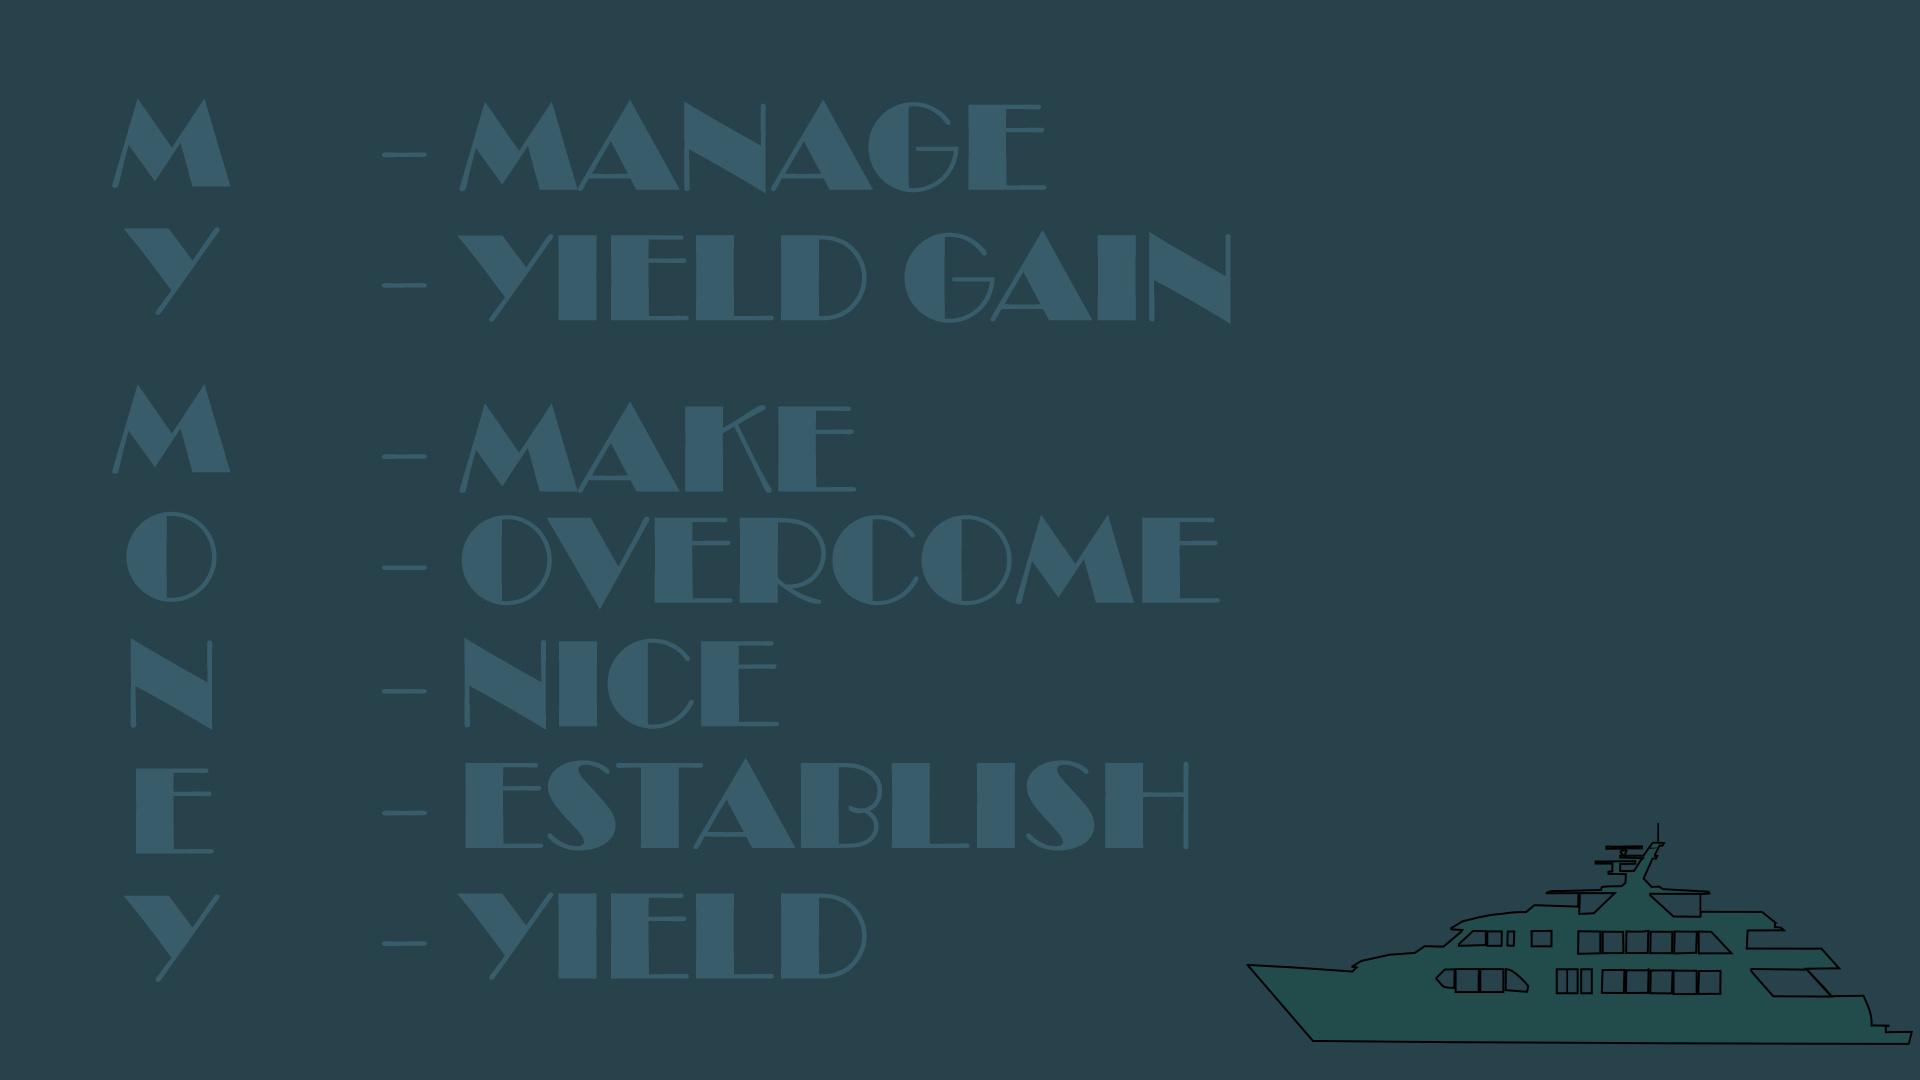 M – MANAGE
Y – YIELD GAIN
M – MAKE
O – OVERCOME
N – NICE
E – ESTABLISH
Y – YIELD